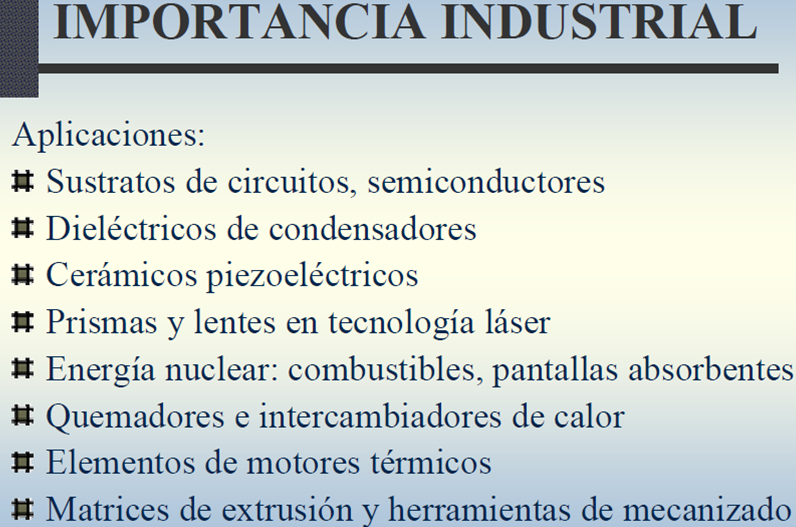 IMPORTANCIA INDUSTRIAL
Aplicaciones:
Sustratos de circuitos, semiconductores
Dieléctricos de condensadores
Cerámicos piezoeléctricos
Prismas y lentes en tecnología láser
Energía nuclear: combustibles, pantallas absorbentes
Quemadores e intercambiadores de calor
Elementos de motores térmicos
Matrices de extrusión y herramientas de mecanizado